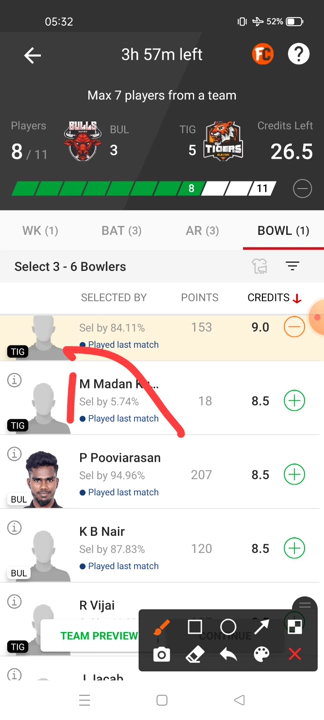 05:32
52%
3h 57m left
FC
?
Max 7 players from a team
Players
BULLS
BUL
TIG
TIGERS
Credits Left
8 / 11
3
5
26.5
8
11
WK (1)
BAT (3)
AR (3)
BOWL (1)
Select 3 - 6 Bowlers
SELECTED BY
POINTS
CREDITS
Sel by 84.11%
153
9.0
Played last match
TIG
M Madan
Sel by 5.74%
18
8.5
Played last match
TIG
P Pooviarasan
Sel by 94.96%
207
8.5
Played last match
BUL
K B Nair
Sel by 87.83%
120
8.5
Played last match
BUL
R Vijai
TEAM PREVIEW
CONTINUE
TIG